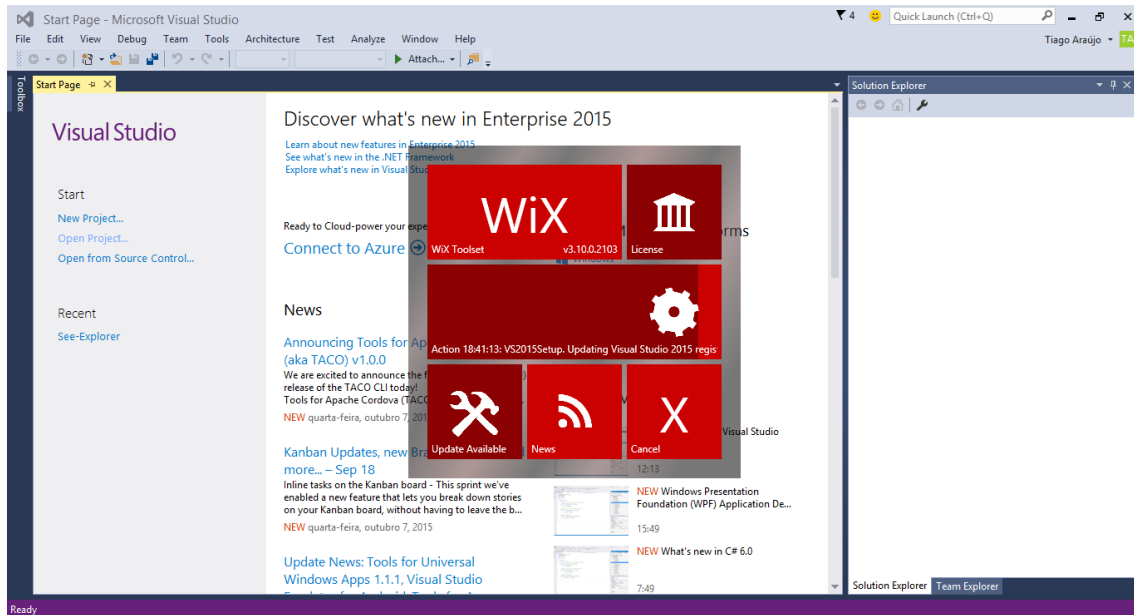 Start Page - Microsoft Visual Studio
4
Quick Launch (Ctrl+Q)
File Edit View Debug Team Tools Architecture Test Analyze Window Help
Tiago Araújo
TA
Attach...
Toolbox
Start Page
Solution Explorer
Visual Studio
Start
New Project...
Open Project...
Open from Source Control...
Recent
See-Explorer
Discover what's new in Enterprise 2015
Learn about new features in Enterprise 2015
See what's new in the .NET Framework
Explore what's new in Visual
Ready to Cloud-power your
Connect to Azure
Windows
News
Announcing Tools for
(aka TACO) v1.0.0
We are excited to announce the
release of the TACO CLI today!
Tools for Apache Cordova
NEW quarta-feira, outubro 7,
Kanban Updates, new
more... – Sep 18
Inline tasks on the Kanban board - This sprint we've
enabled a new feature that lets you break down stories
on your Kanban board, without having to leave the b...
NEW quarta-feira, outubro 7, 2015
Update News: Tools for Universal
Windows Apps 1.1.1, Visual Studio
WiX
WiX Toolset v3.10.0.2103
License
Action 18:41:13: VS2015Setup. Updating Visual Studio 2015 regis
Update Available
News
X
Cancel
Visual Studio
12:13
NEW Windows Presentation
Foundation (WPF) Application De...
15:49
NEW What's new in C# 6.0
7:49
Solution Explorer Team Explorer
Ready